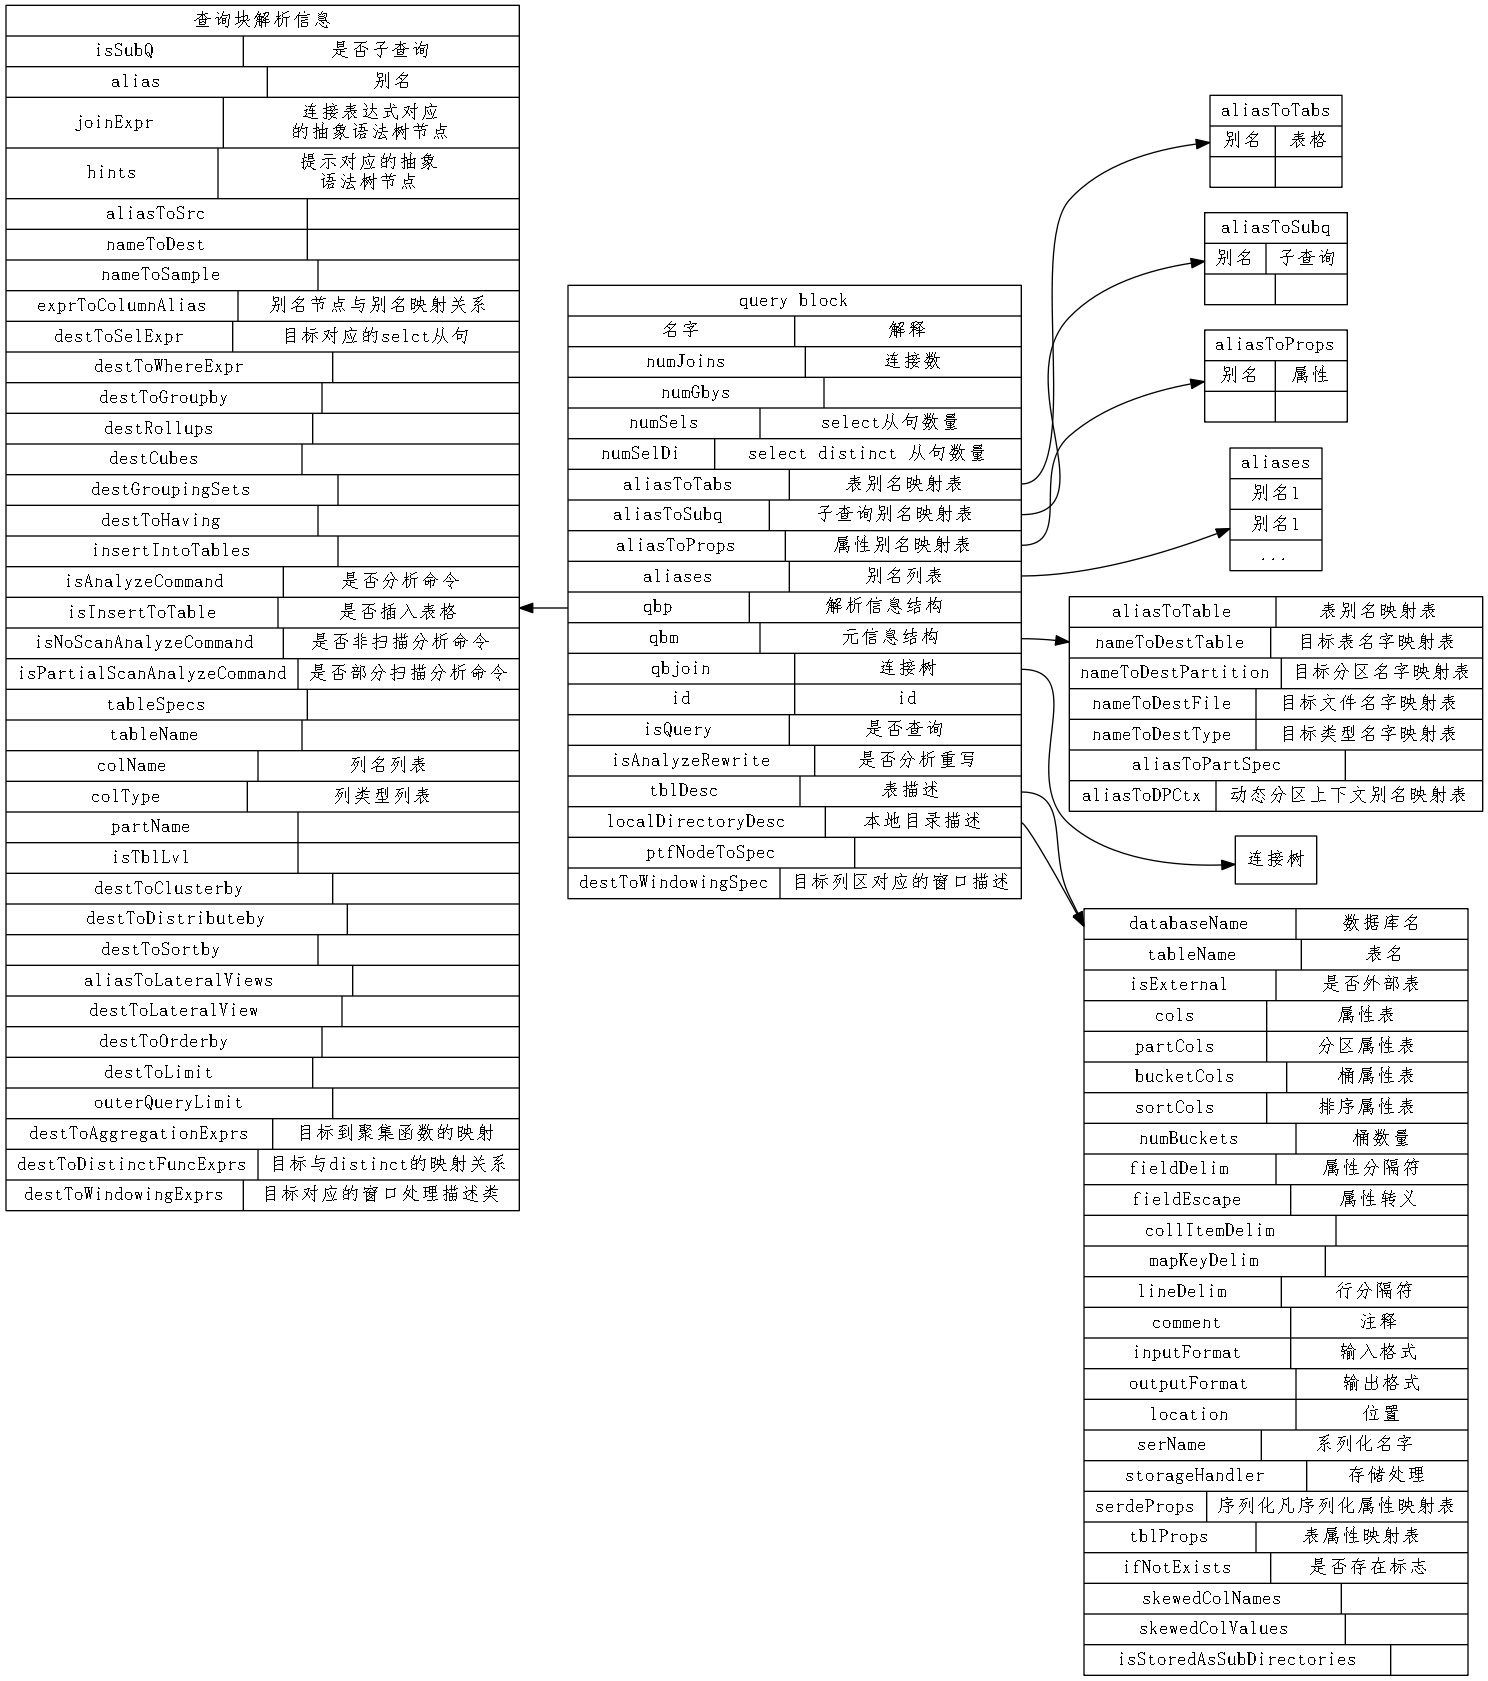 查询块解析信息
isSubQ 是否子查询
alias 别名
joinExpr 连接表达式对应
的抽象语法树节点
hints 提示对应的抽象
语法树节点
aliasToSrc
nameToDest
nameToSample
exprToColumnAlias 别名节点与别名映射关系
destToSelExpr 目标对应的selct从句
destToWhereExpr
destToGroupby
destRollups
destCubes
destGroupingSets
destToHaving
insertIntoTables
isAnalyzeCommand 是否分析命令
isInsertToTable 是否插入表格
isNoScanAnalyzeCommand 是否非扫描分析命令
isPartialScanAnalyzeCommand 是否部分扫描分析命令
tableSpecs
tableName
colName 列名列表
colType 列类型列表
partName
isTblLvl
destToClusterby
destToDistributeby
destToSortby
aliasToLateralViews
destToLateralView
destToOrderby
destToLimit
outerQueryLimit
destToAggregationExprs 目标到聚集函数的映射
destToDistinctFuncExprs 目标与distinct的映射关系
destToWindowingExprs 目标对应的窗口处理描述类
query block
名字 解释
numJoins 连接数
numGbys
numSels select从句数量
numSelDi select distinct 从句数量
aliasToTabs 表别名映射表
aliasToSubq 子查询别名映射表
aliasToProps 属性别名映射表
aliases 别名列表
qbp 解析信息结构
qbm 元信息结构
qbjoin 连接树
id id
isQuery 是否查询
isAnalyzeRewrite 是否分析重写
tblDesc 表描述
localDirectoryDesc 本地目录描述
ptfNodeToSpec
destToWindowingSpec 目标列区对应的窗口描述
aliasToTabs
别名 表格
aliasToSubq
别名 子查询
aliasToProps
别名 属性
aliases
别名1
别名1
...
aliasToTable 表别名映射表
nameToDestTable 目标表名字映射表
nameToDestPartition 目标分区名字映射表
nameToDestFile 目标文件名字映射表
nameToDestType 目标类型名字映射表
aliasToPartSpec
aliasToDPCtx 动态分区上下文别名映射表
连接树
databaseName 数据库名
tableName 表名
isExternal 是否外部表
cols 属性表
partCols 分区属性表
bucketCols 桶属性表
sortCols 排序属性表
numBuckets 桶数量
fieldDelim 属性分隔符
fieldEscape 属性转义
collItemDelim
mapKeyDelim
lineDelim 行分隔符
comment 注释
inputFormat 输入格式
outputFormat 输出格式
location 位置
serName 系列化名字
storageHandler 存储处理
serdeProps 序列化凡序列化属性映射表
tblProps 表属性映射表
ifNotExists 是否存在标志
skewedColNames
skewedColValues
isStoredAsSubDirectories